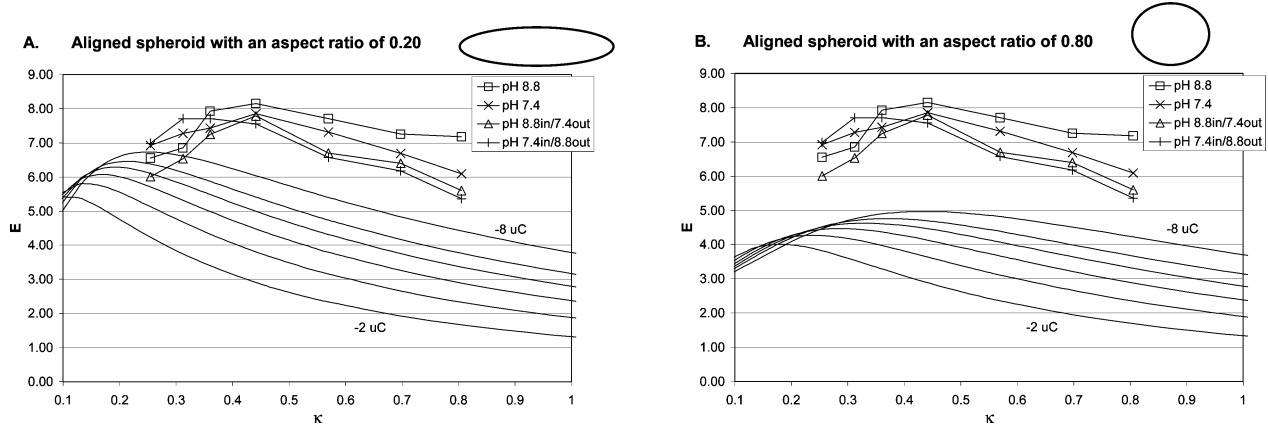 A. Aligned spheroid with an aspect ratio of 0.20
9.00
8.00
7.00
6.00
5.00
4.00
3.00
2.00
1.00
0.00
E
pH 8.8
pH 7.4
pH 8.8in/7.4out
pH 7.4in/8.8out
-8 uC
-2 uC
0.1 0.2 0.3 0.4 0.5 0.6 0.7 0.8 0.9 1
κ
B. Aligned spheroid with an aspect ratio of 0.80
9.00
8.00
7.00
6.00
5.00
4.00
3.00
2.00
1.00
0.00
E
pH 8.8
pH 7.4
pH 8.8in/7.4out
pH 7.4in/8.8out
-8 uC
-2 uC
0.1 0.2 0.3 0.4 0.5 0.6 0.7 0.8 0.9 1
κ